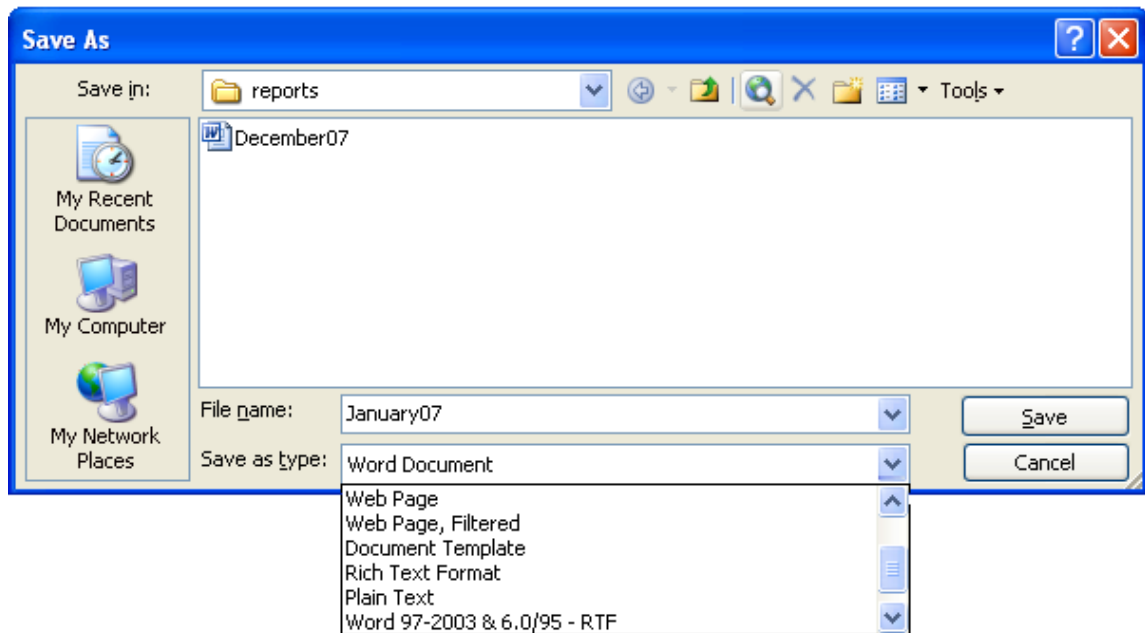 Save As
Save in:
reports
Tools
December07
My Recent
Documents
My Computer
My Network
Places
File name:
January07
Save
Save as type:
Word Document
Cancel
Web Page
Web Page, Filtered
Document Template
Rich Text Format
Plain Text
Word 97-2003 & 6.0/95 - RTF